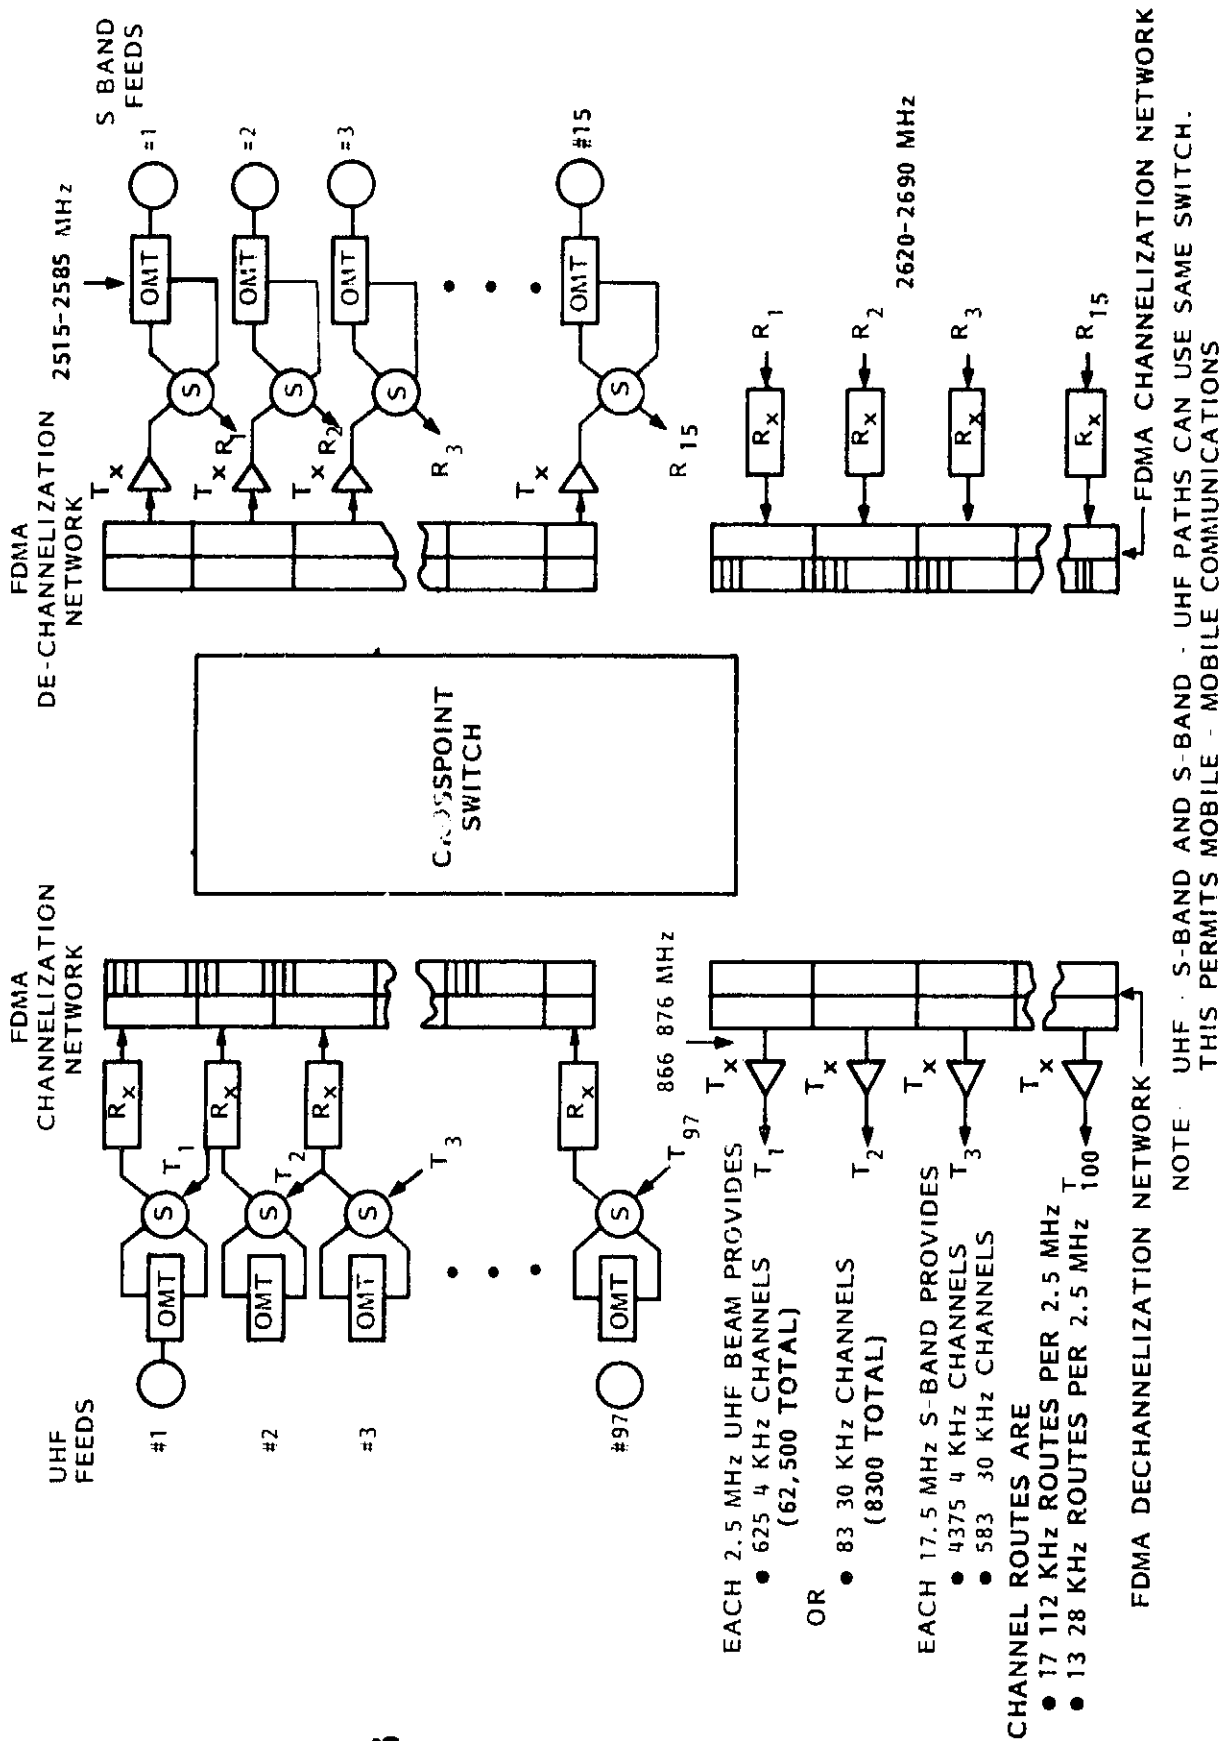 UHF
FEEDS
FDMA
CHANNELIZATION
NETWORK
FDMA
DE-CHANNELIZATION
NETWORK
2515-2585 MHz
S BAND
FEEDS
#1
OMT
S
T1
Rx
#2
OMT
S
T2
Rx
#3
OMT
S
T3
Rx
#97
OMT
S
T97
Rx
SWITCH
Tx
S
R1
OMT
=1
Tx
S
R2
OMT
=2
Tx
S
R3
OMT
=3
Tx
S
R15
OMT
#15
866 876 MHz
Tx
T1
Tx
T2
Tx
T3
Tx
T100
Rx
R1
Rx
R2
Rx
R3
Rx
R15
2620-2690 MHz
EACH 2.5 MHz UHF BEAM PROVIDES
● 625 4 KHz CHANNELS
(62,500 TOTAL)
OR
● 83 30 KHz CHANNELS
(8300 TOTAL)
EACH 17.5 MHz S-BAND PROVIDES
● 4375 4 KHz CHANNELS
● 583 30 KHz CHANNELS
CHANNEL ROUTES ARE
● 17 112 KHz ROUTES PER 2.5 MHz
● 13 28 KHz ROUTES PER 2.5 MHz
FDMA DECHANNELIZATION NETWORK
FDMA CHANNELIZATION NETWORK
NOTE: UHF - S-BAND AND S-BAND - UHF PATHS CAN USE SAME SWITCH.
THIS PERMITS MOBILE - MOBILE COMMUNICATIONS